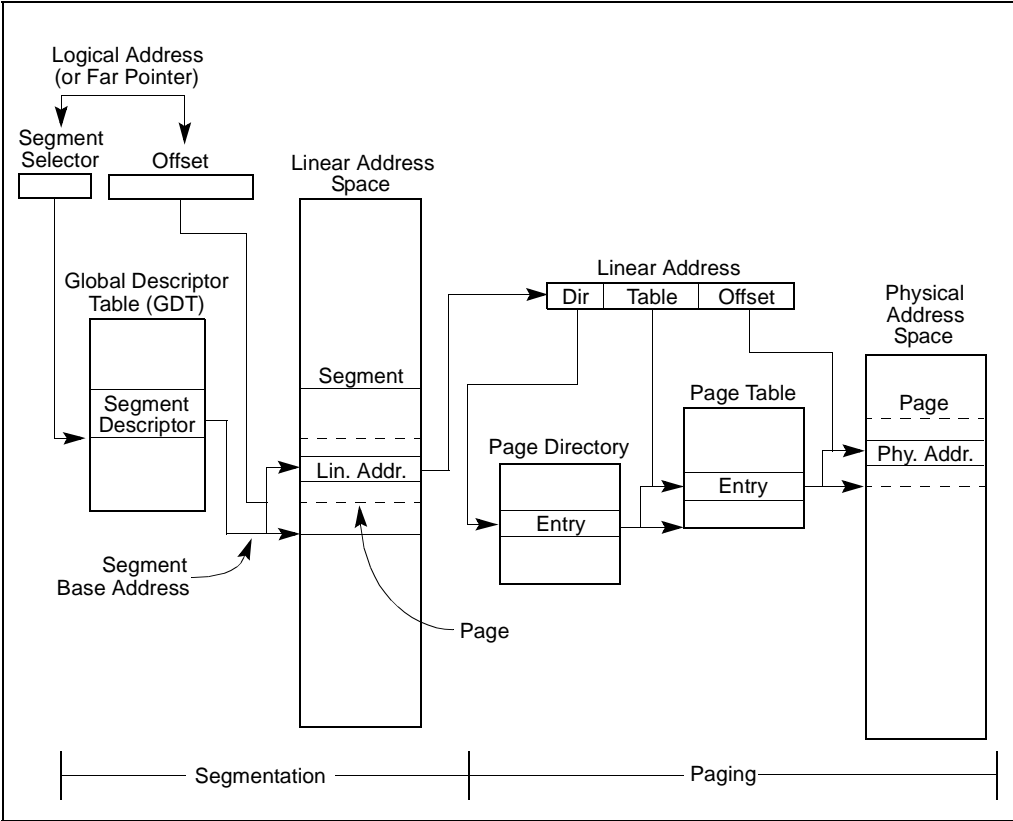 Logical Address
(or Far Pointer)
Segment
Selector
Offset
Linear Address
Space
Global Descriptor
Table (GDT)
Segment
Descriptor
Segment
Base Address
Segment
Lin. Addr.
Page
Linear Address
Dir
Table
Offset
Page Directory
Entry
Page Table
Entry
Physical
Address
Space
Page
Phy. Addr.
Segmentation
Paging